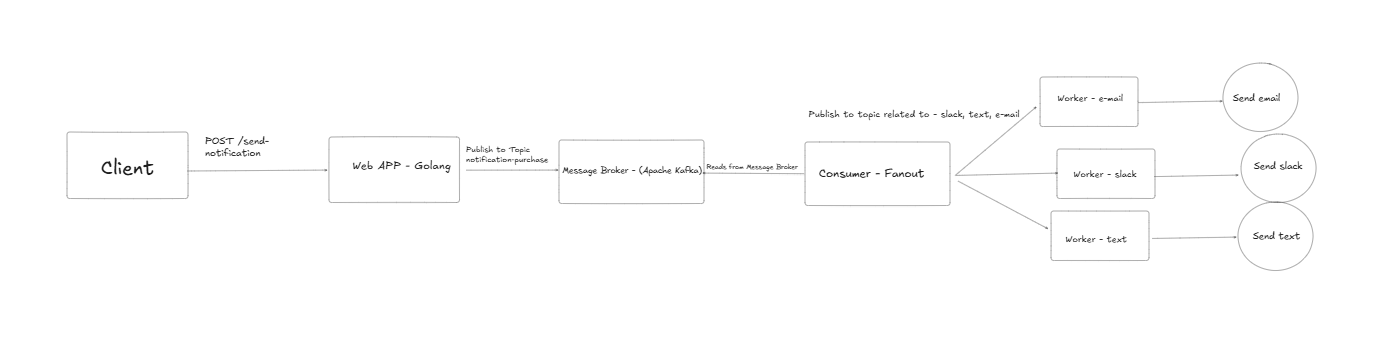 Client
POST /send-
notification
Web APP - Golang
Publish to Topic
notification-purchase
Message Broker - (Apache Kafka)
Reads from Message Broker
Consumer - Fanout
Publish to topic related to - slack, text, e-mail
Worker - e-mail
Send email
Worker - slack
Send slack
Worker - text
Send text